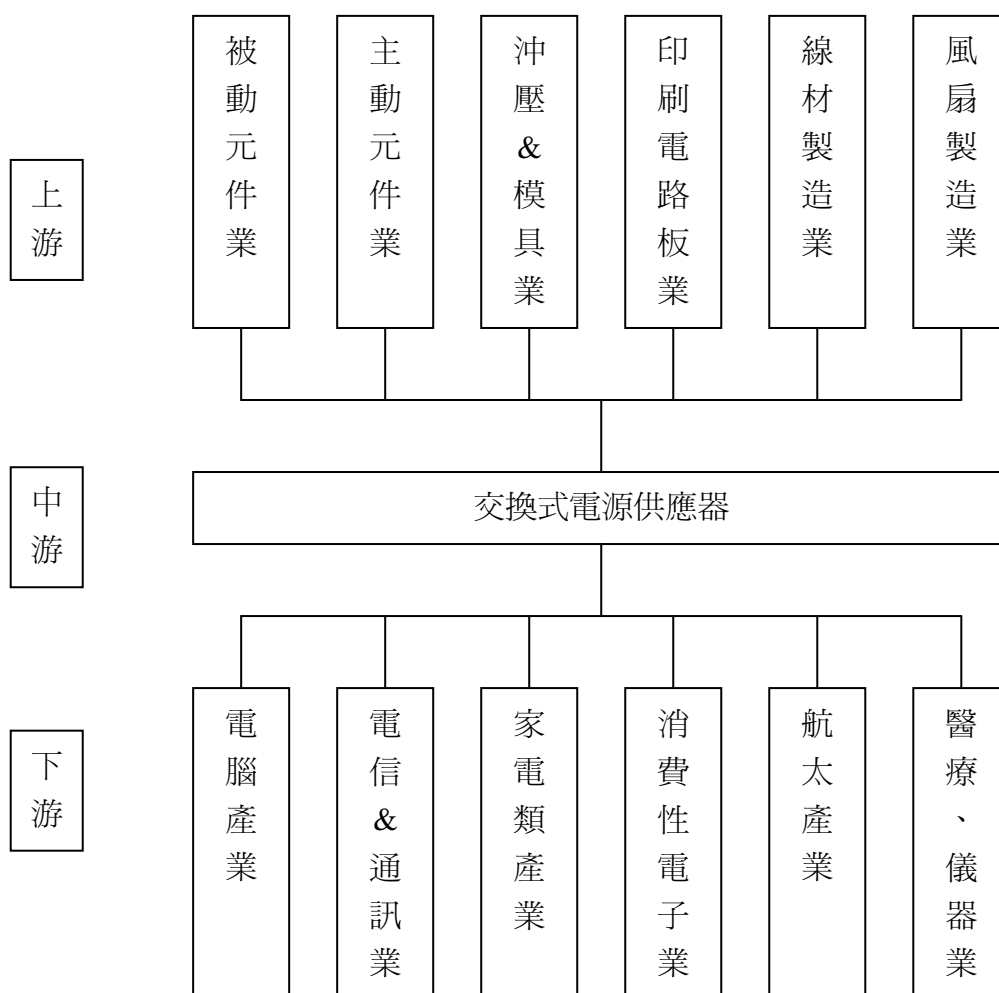 上游
被動元件業
主動元件業
沖壓&模具業
印刷電路板業
線材製造業
風扇製造業
中游
交換式電源供應器
下游
電腦產業
電信&通訊業
家電類產業
消費性電子業
航太產業
醫療、儀器業